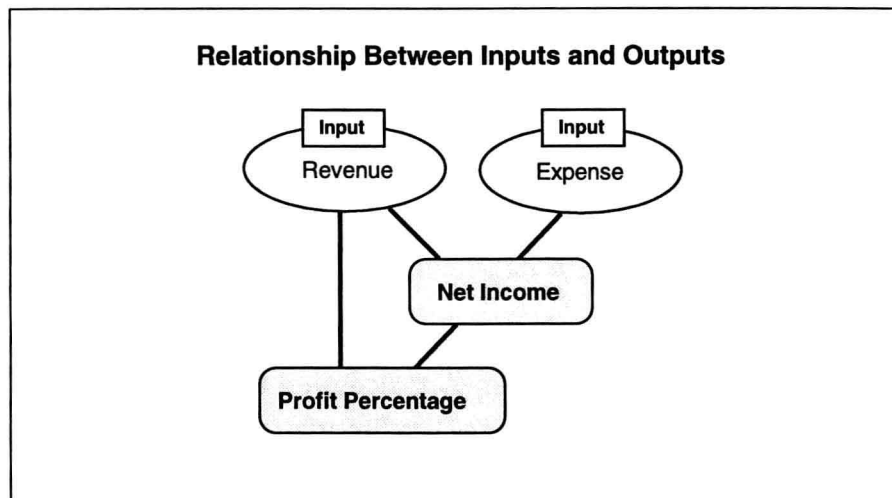 Relationship Between Inputs and Outputs
Input
Input
Revenue
Expense
Net Income
Profit Percentage